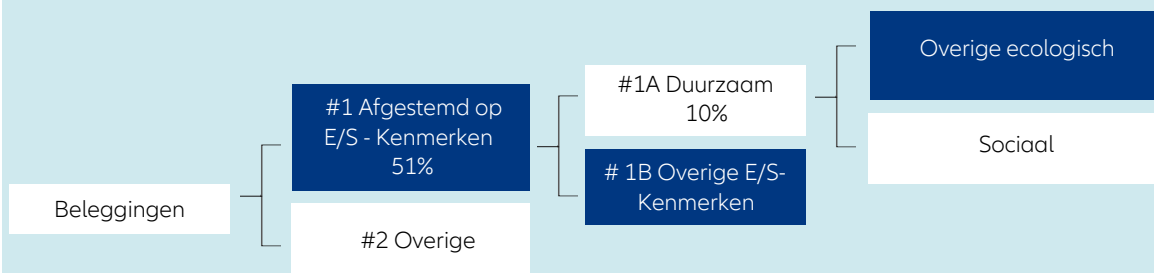 Beleggingen
#1 Afgestemd op
E/S - Kenmerken
51%
#2 Overige
#1A Duurzaam
10%
# 1B Overige E/S-
Kenmerken
Overige ecologisch
Sociaal